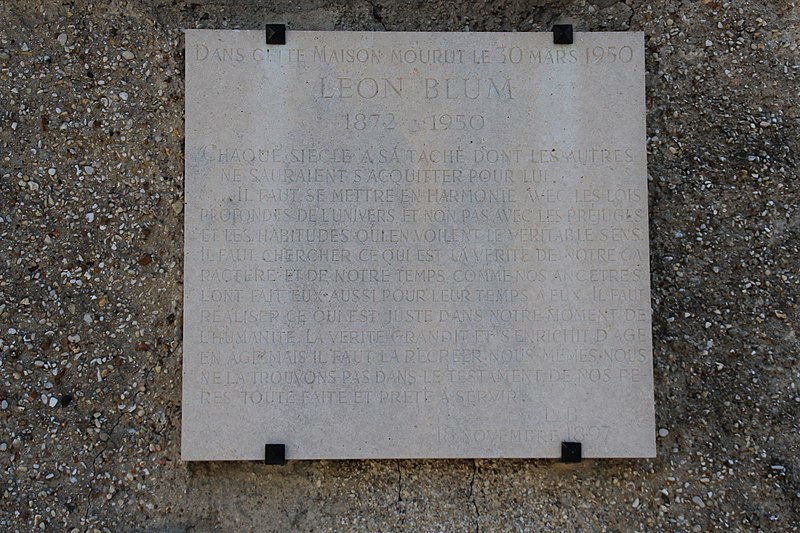 DANS CETTE MAISON MOURUT LE 30 MARS 1950
LEON BLUM
1872 - 1950
CHAQUE SIECLE A SA TACHE DONT LES AUTRES
NE SAURAIENT S'ACQUITTER POUR LUI.
IL FAUT SE METTRE EN HARMONIE AVEC LES LOIS
PROFONDES DE L'UNIVERS ET NON PAS AVEC LES PREJUGES
ET LES HABITUDES QUI EN VOILENT LE VERITABLE SENS.
IL FAUT CHERCHER CE QUI EST LA VERITE DE NOTRE CA
RACTERE ET DE NOTRE TEMPS, COMME NOS ANCETRES
L'ONT FAIT EUX-AUSSI POUR LEUR TEMPS A EUX. IL FAUT
REALISER CE QUI EST JUSTE DANS NOTRE MOMENT DE
L'HUMANITE. LA VERITE GRANDIT ET S'ENRICHIT D'AGE
EN AGE MAIS IL FAUT LA RECREER NOUS-MEMES. NOUS
NE LA TROUVONS PAS DANS LE TESTAMENT DE NOS PE
RES TOUTE FAITE ET PRETE A SERVIR.
L. B.
NOVEMBRE